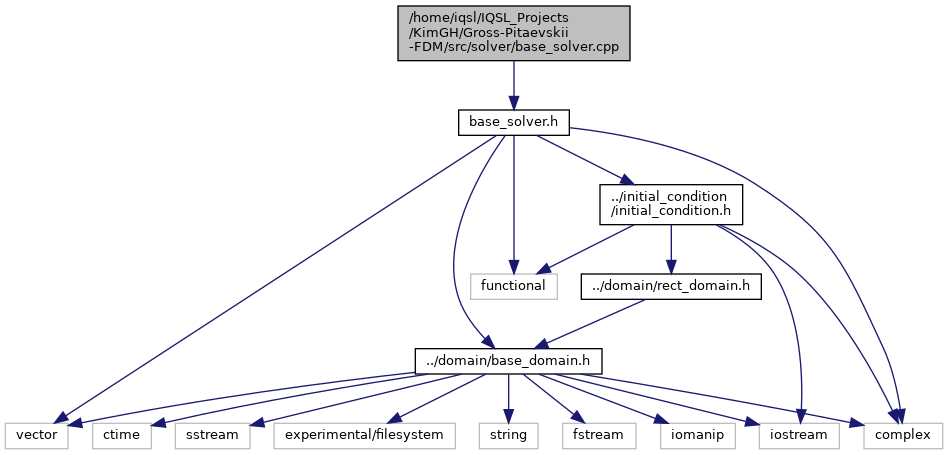 /home/iqsl/IQSL_Projects
/KimGH/Gross-Pitaevskii
-FDM/src/solver/base_solver.cpp
base_solver.h
../initial_condition
/initial_condition.h
functional
../domain/rect_domain.h
../domain/base_domain.h
vector
ctime
sstream
experimental/filesystem
string
fstream
iomanip
iostream
complex